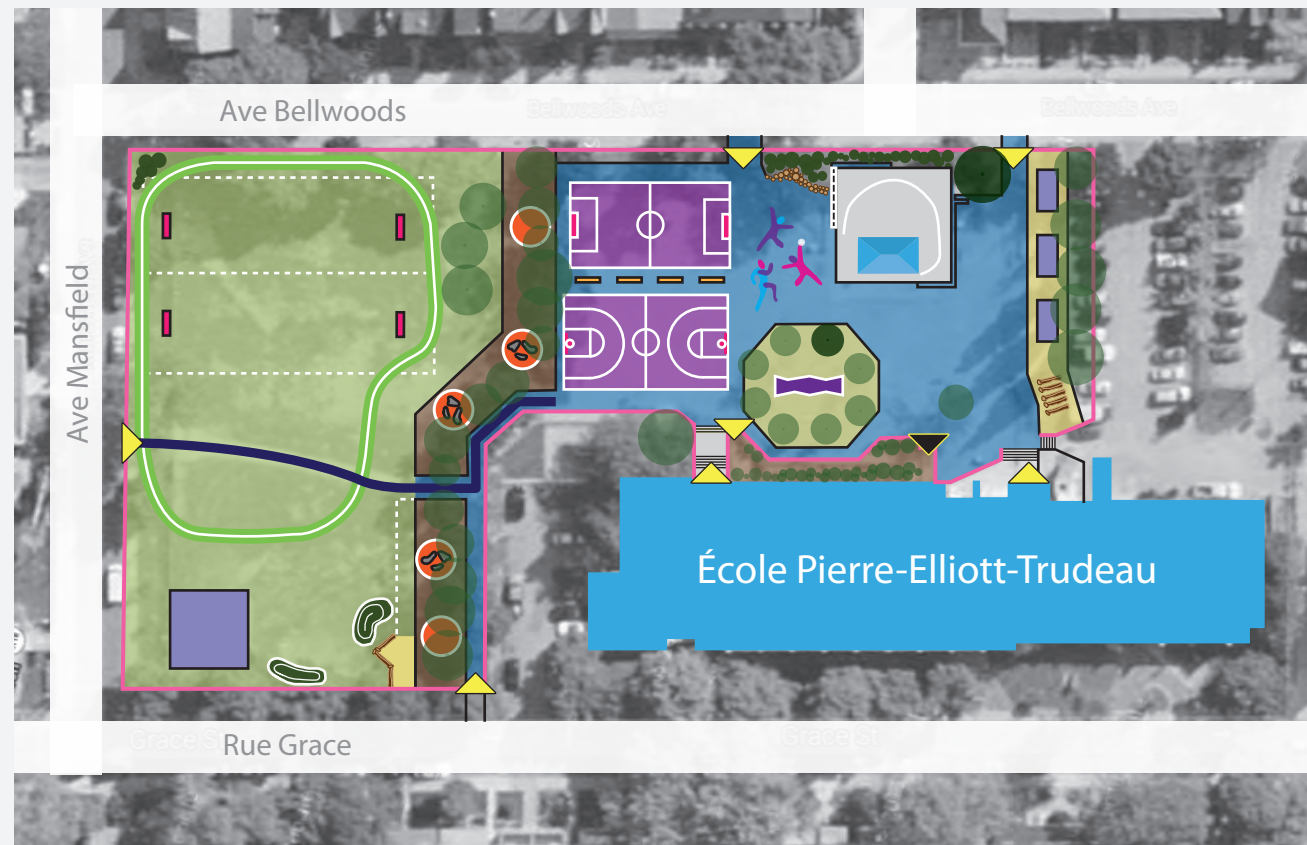 Ave Bellwoods
Bellwoods Ave
Bellwoods Ave
Ave Mansfield
École Pierre-Elliott-Trudeau
Grace St
Rue Grace
Grace St